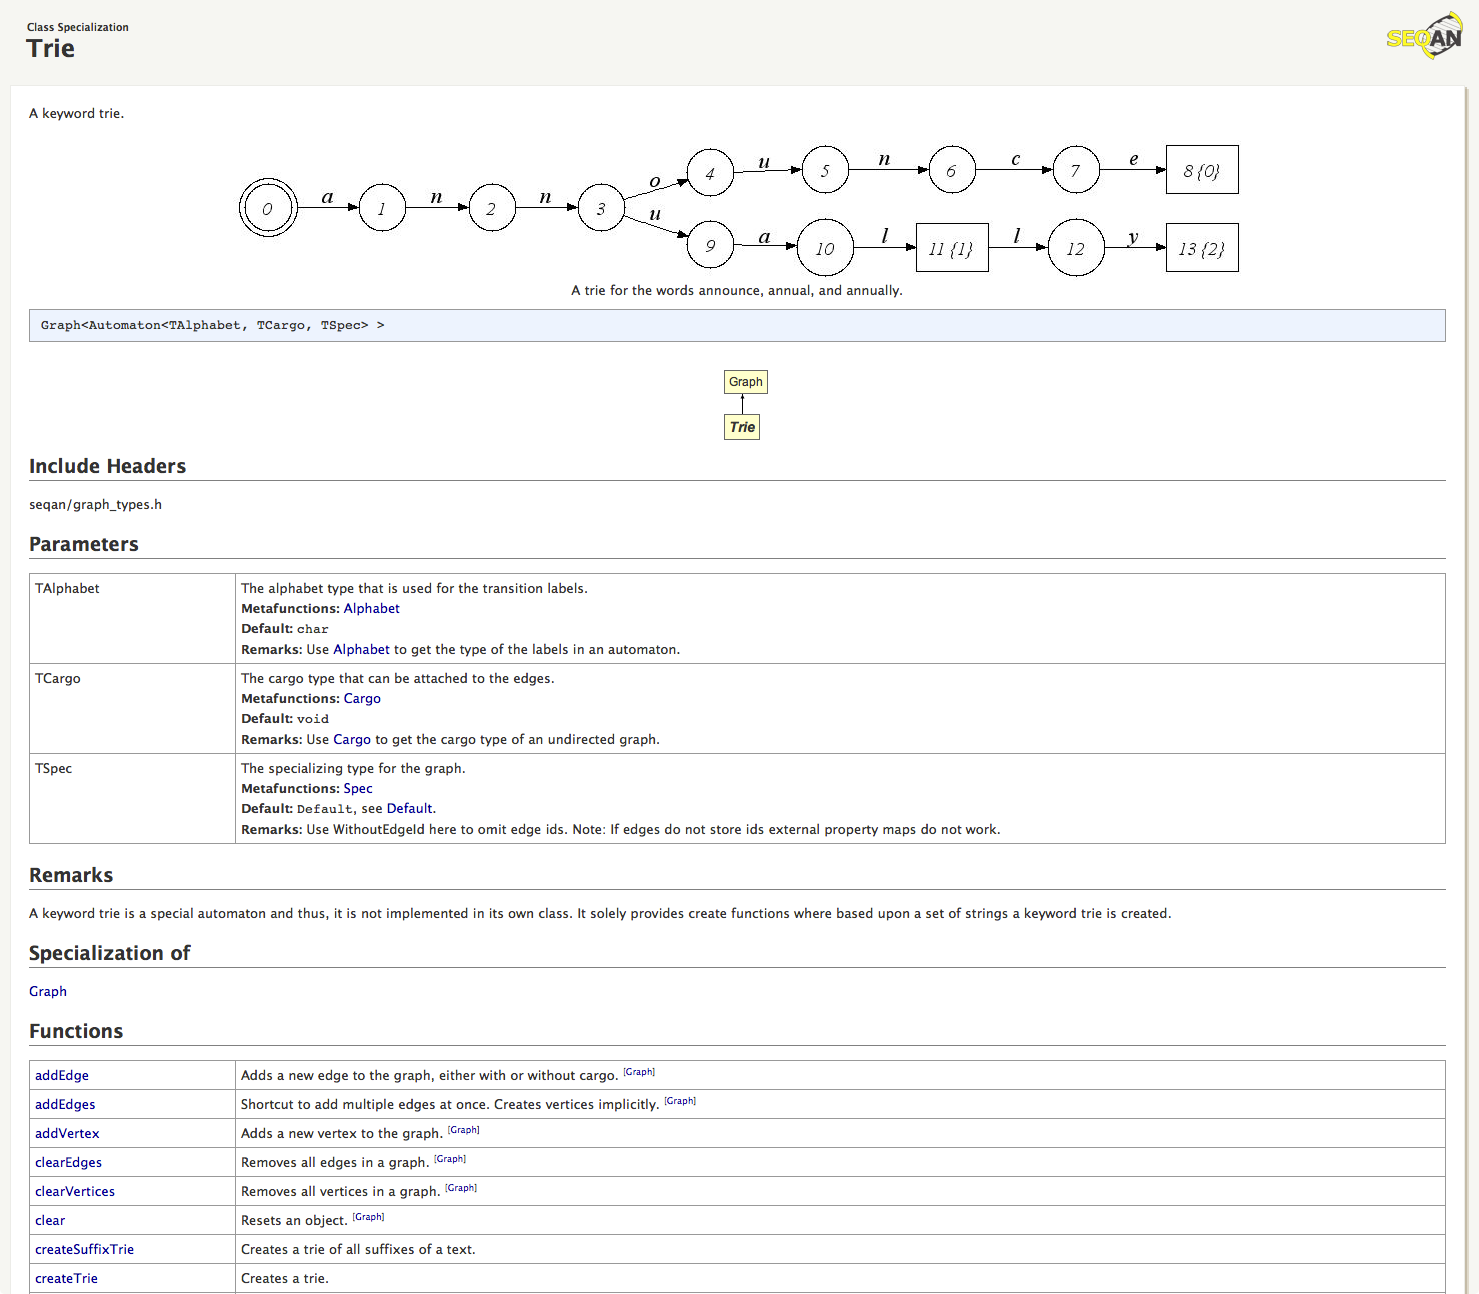 Class Specialization
Trie
SEQAN
A keyword trie.
0 a 1 n 2 n 3 o 4 u 5 n 6 c 7 e 8 {0}
u 9 a 10 l 11 {1} l 12 y 13 {2}
A trie for the words announce, annual, and annually.
Graph<Automaton<TAlphabet, TCargo, TSpec> >
Graph
Trie
Include Headers
seqan/graph_types.h
Parameters
TAlphabet The alphabet type that is used for the transition labels.
Metafunctions: Alphabet
Default: char
Remarks: Use Alphabet to get the type of the labels in an automaton.
TCargo The cargo type that can be attached to the edges.
Metafunctions: Cargo
Default: void
Remarks: Use Cargo to get the cargo type of an undirected graph.
TSpec The specializing type for the graph.
Metafunctions: Spec
Default: Default, see Default.
Remarks: Use WithoutEdgeId here to omit edge ids. Note: If edges do not store ids external property maps do not work.
Remarks
A keyword trie is a special automaton and thus, it is not implemented in its own class. It solely provides create functions where based upon a set of strings a keyword trie is created.
Specialization of
Graph
Functions
addEdge Adds a new edge to the graph, either with or without cargo. [Graph]
addEdges Shortcut to add multiple edges at once. Creates vertices implicitly. [Graph]
addVertex Adds a new vertex to the graph. [Graph]
clearEdges Removes all edges in a graph. [Graph]
clearVertices Removes all vertices in a graph. [Graph]
clear Resets an object. [Graph]
createSuffixTrie Creates a trie of all suffixes of a text.
createTrie Creates a trie.